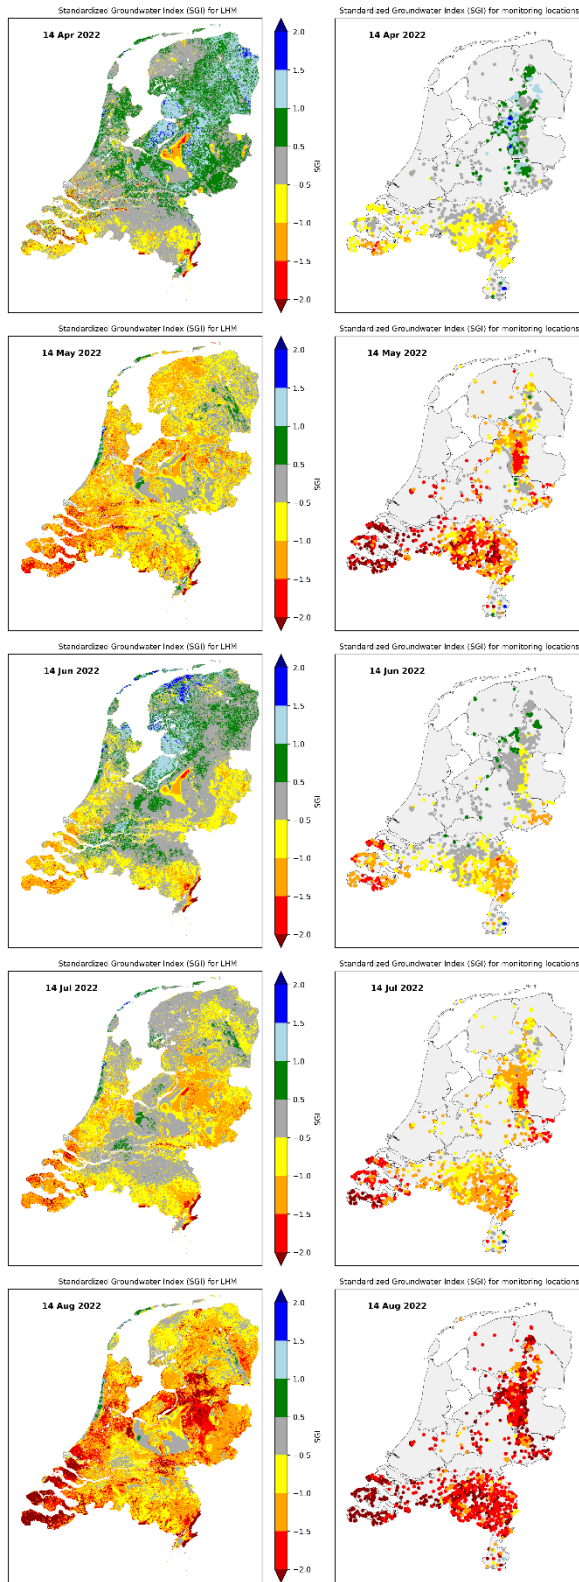 Standardized Groundwater Index (SGI) for LHM
Standardized Groundwater Index (SGI) for monitoring locations
14 Apr 2022
14 Apr 2022
2.0
1.5
1.0
0.5
−0.5
−1.0
−1.5
−2.0
SGI
Standardized Groundwater Index (SGI) for LHM
Standardized Groundwater Index (SGI) for monitoring locations
14 May 2022
14 May 2022
2.0
1.5
1.0
0.5
−0.5
−1.0
−1.5
−2.0
SGI
Standardized Groundwater Index (SGI) for LHM
Standardized Groundwater Index (SGI) for monitoring locations
14 Jun 2022
14 Jun 2022
2.0
1.5
1.0
0.5
−0.5
−1.0
−1.5
−2.0
SGI
Standardized Groundwater Index (SGI) for LHM
Standardized Groundwater Index (SGI) for monitoring locations
14 Jul 2022
14 Jul 2022
2.0
1.5
1.0
0.5
−0.5
−1.0
−1.5
−2.0
SGI
Standardized Groundwater Index (SGI) for LHM
Standardized Groundwater Index (SGI) for monitoring locations
14 Aug 2022
14 Aug 2022
2.0
1.5
1.0
0.5
−0.5
−1.0
−1.5
−2.0
SGI